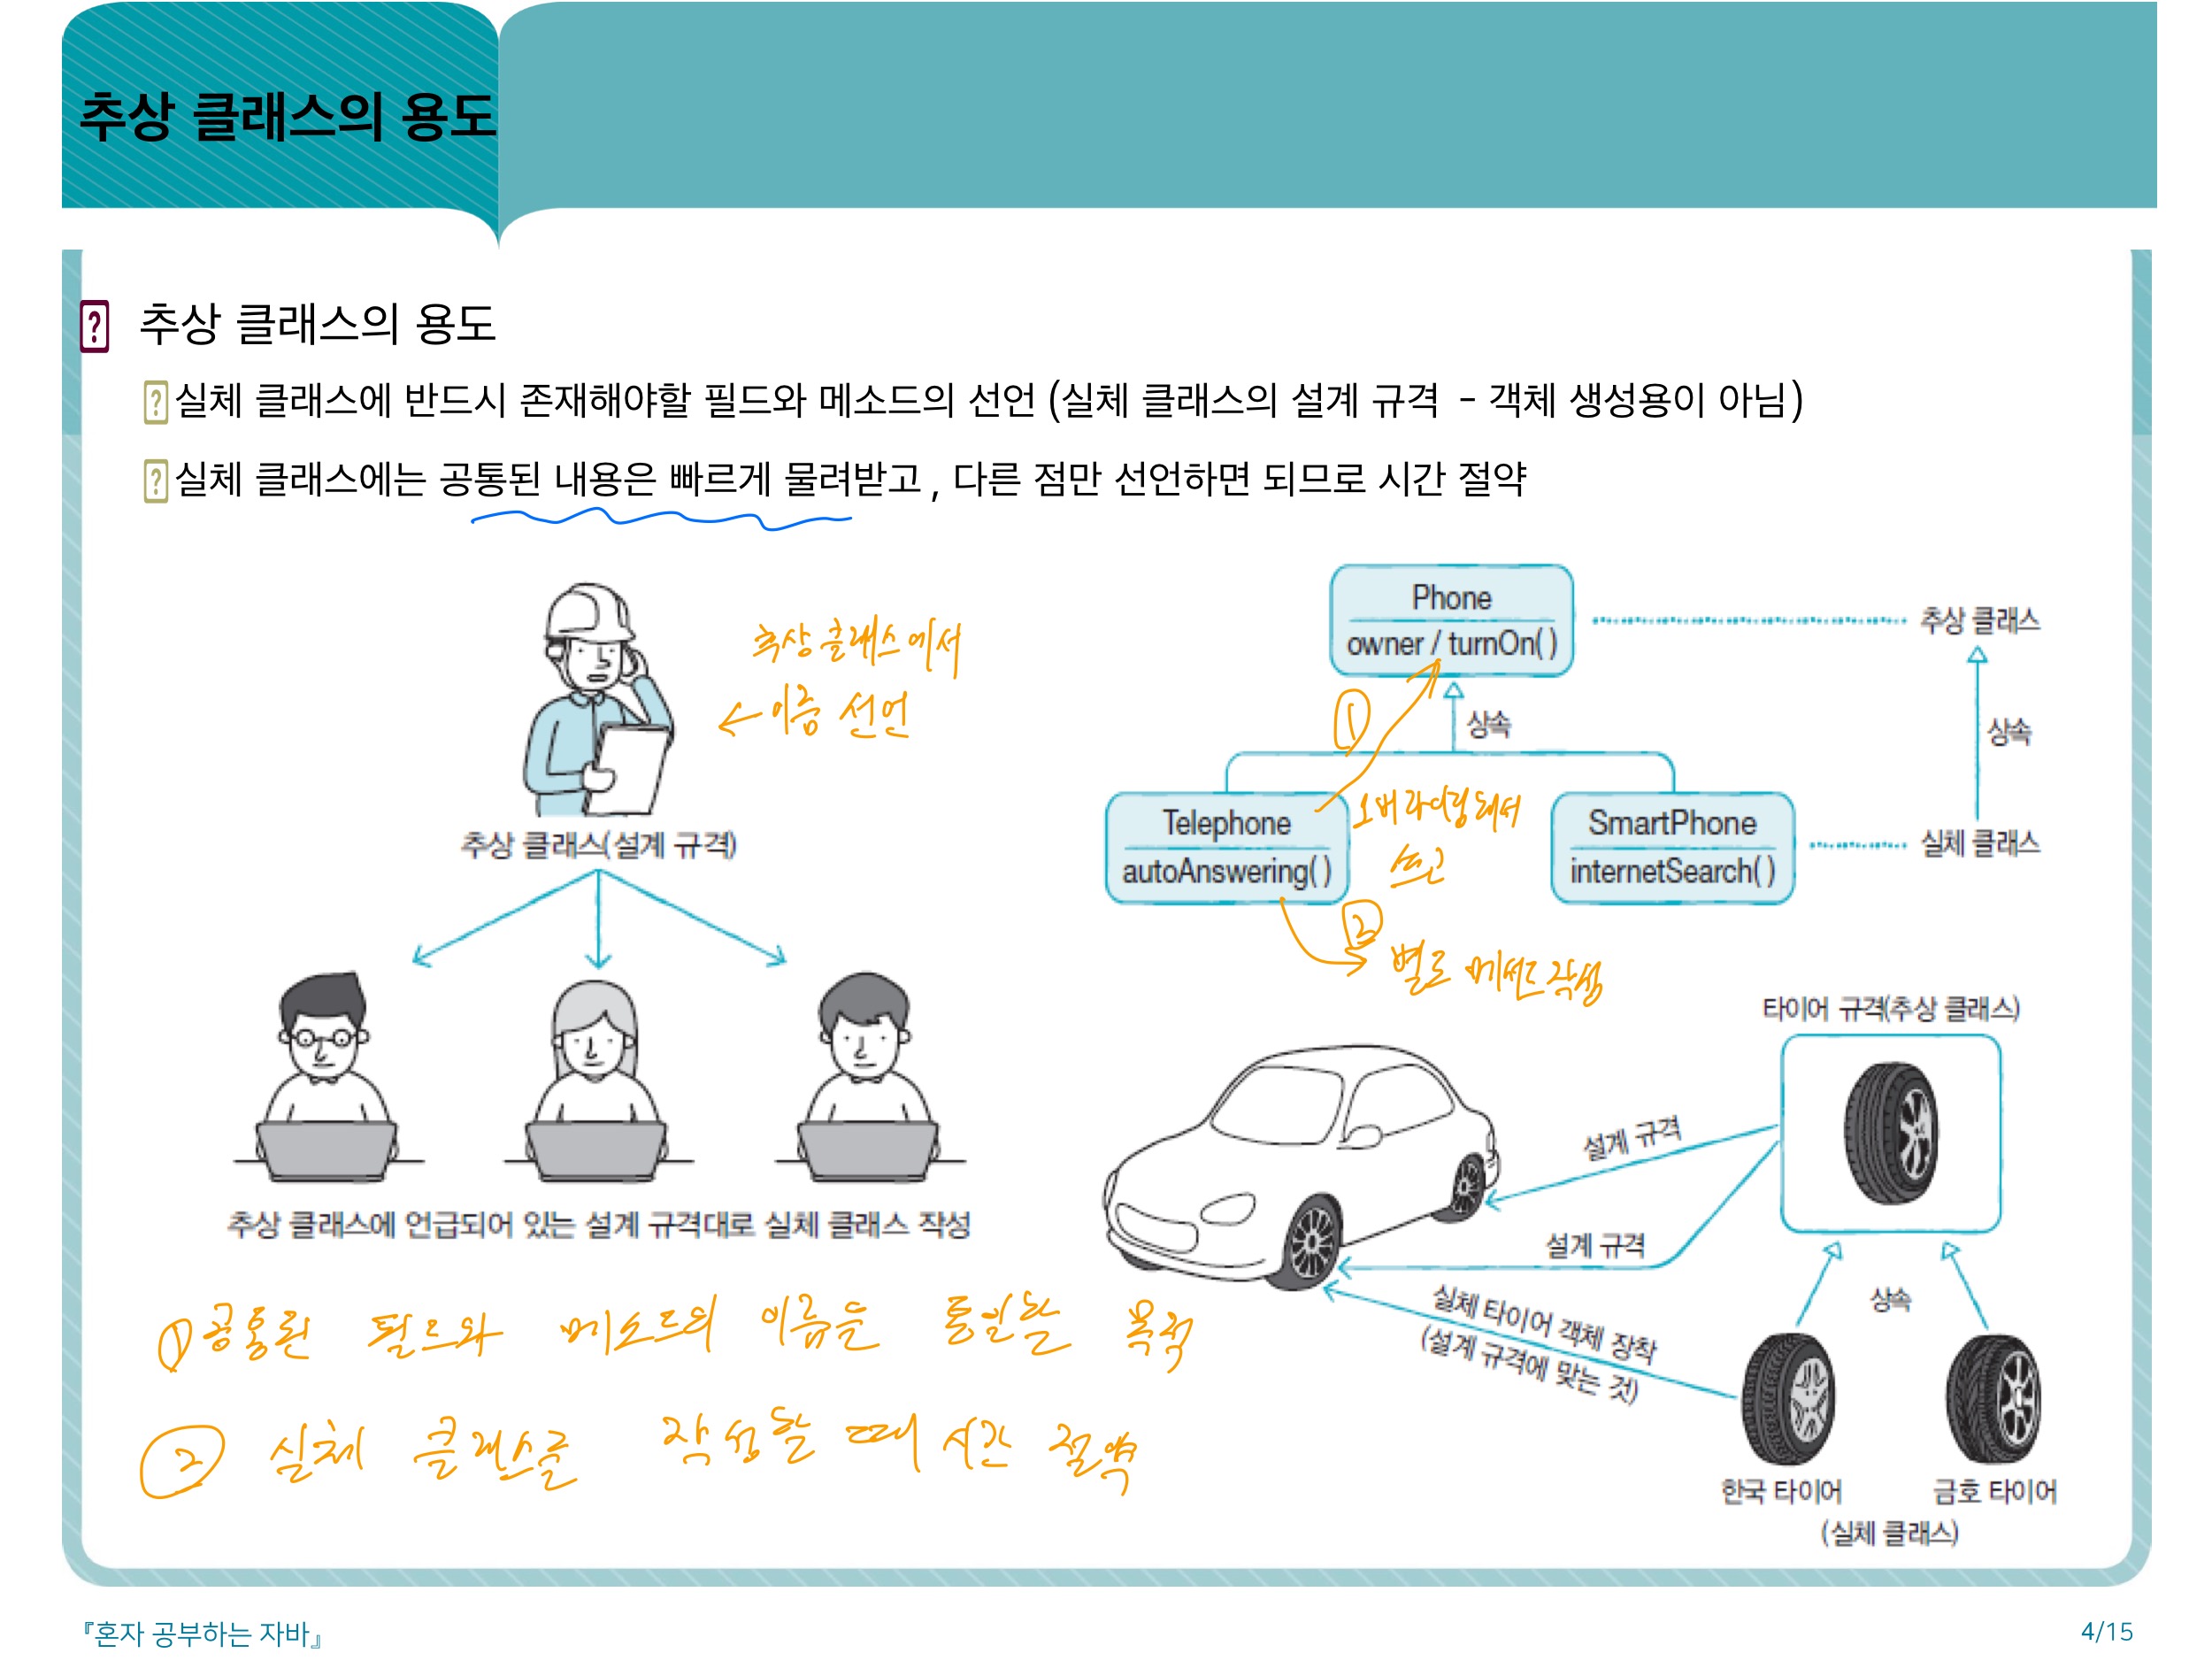 추상 클래스의 용도
추상 클래스의 용도
실체 클래스에 반드시 존재해야할 필드와 메소드의 선언 (실체 클래스의 설계 규격 - 객체 생성용이 아님)
실체 클래스에는 공통된 내용은 빠르게 물려받고, 다른 점만 선언하면 되므로 시간 절약
추상 클래스에서
← 이름 선언
추상 클래스(설계 규격)
추상 클래스에 언급되어 있는 설계 규격대로 실체 클래스 작성
Phone
owner / turnOn()
추상 클래스
①
상속
상속
Telephone
autoAnswering()
오버라이딩해서
쓰고
SmartPhone
internetSearch()
실체 클래스
②
별로 메서드 작성
타이어 규격(추상 클래스)
설계 규격
설계 규격
실체 타이어 객체 장착
(설계 규격에 맞는 것)
상속
한국 타이어
금호 타이어
(실체 클래스)
① 공통된 필드와 메소드의 이름을 통일할 목적
② 실체 클래스를 작성할 때 시간 절약
『혼자 공부하는 자바』
4/15